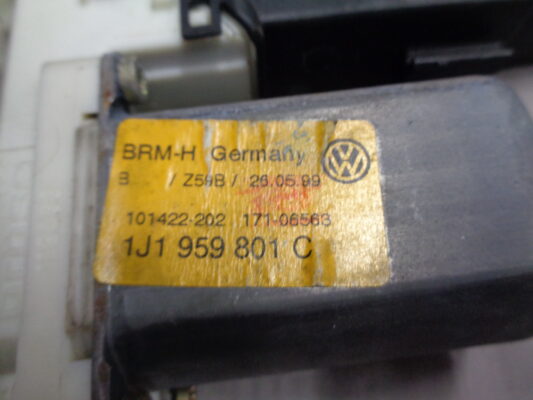 BRM-H Germany
B / Z59B / 26.05.99
101422-202 171-06563
1J1 959 801 C